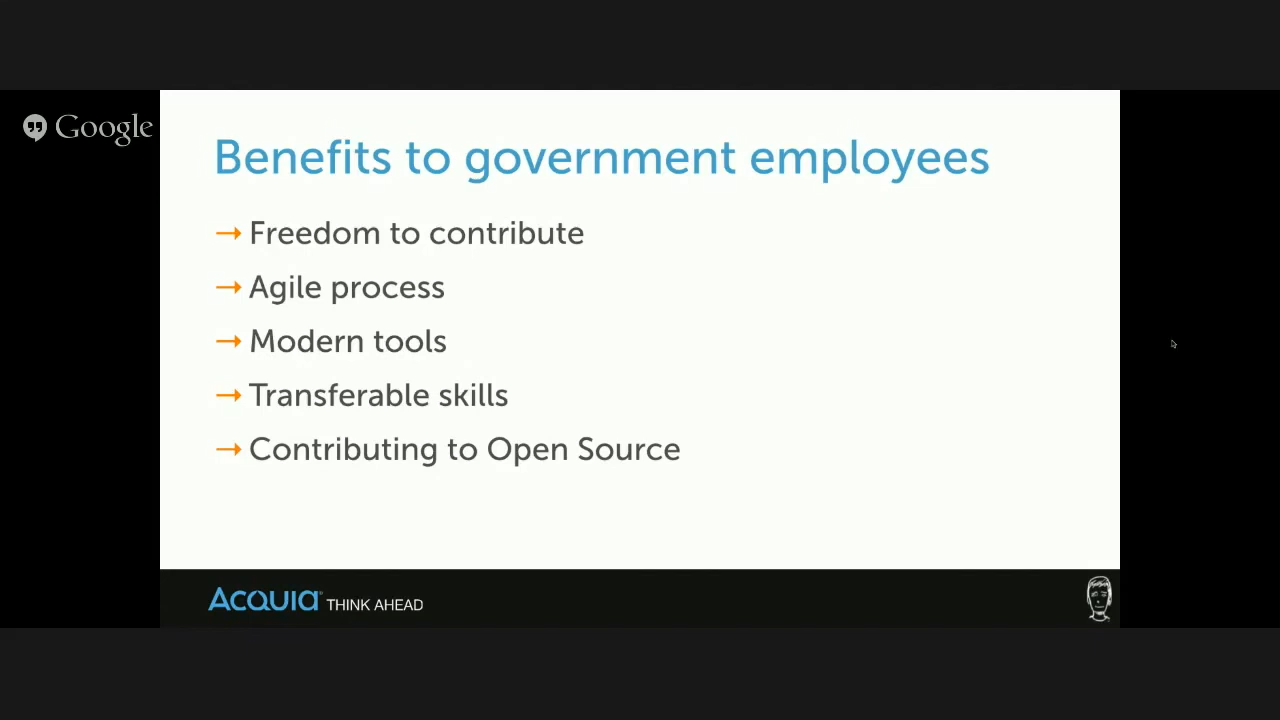 Google
Benefits to government employees
→ Freedom to contribute
→ Agile process
→ Modern tools
→ Transferable skills
→ Contributing to Open Source
Acquia THINK AHEAD